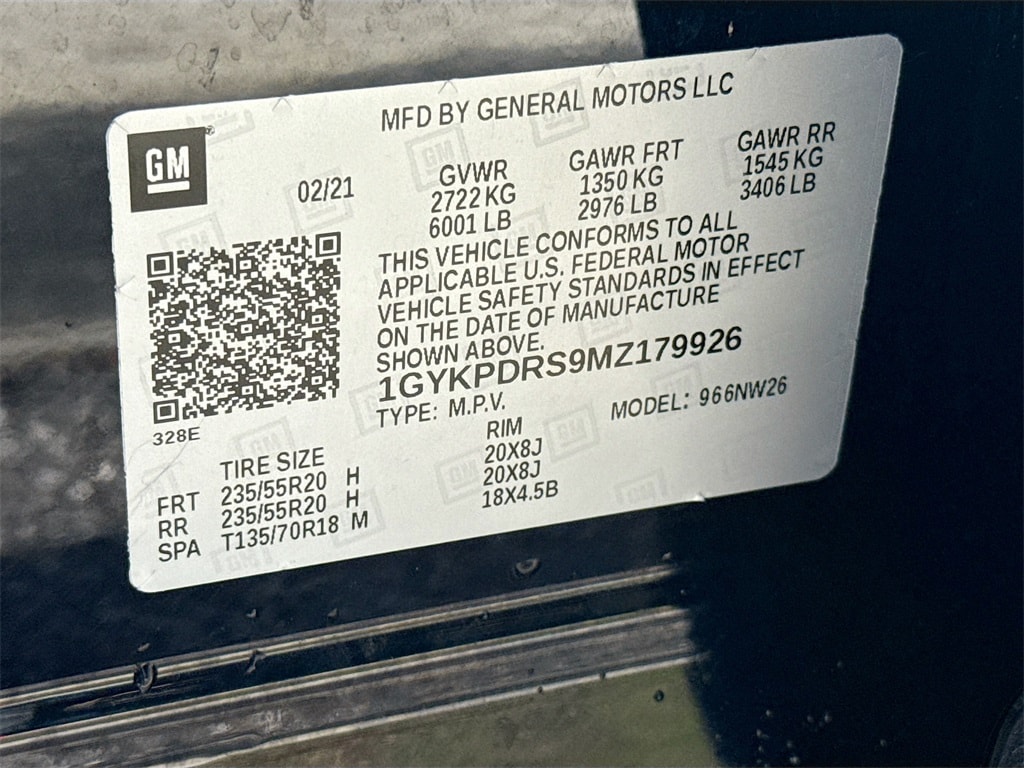 MFD BY GENERAL MOTORS LLC
GM
02/21
GVWR
2722 KG
6001 LB
GAWR FRT
1350 KG
2976 LB
GAWR RR
1545 KG
3406 LB
THIS VEHICLE CONFORMS TO ALL
APPLICABLE U.S. FEDERAL MOTOR
VEHICLE SAFETY STANDARDS IN EFFECT
ON THE DATE OF MANUFACTURE
SHOWN ABOVE.
1GYKPDRS9MZ179926
TYPE: M.P.V.
MODEL: 966NW26
328E
TIRE SIZE RIM
FRT 235/55R20 H 20X8J
RR 235/55R20 H 20X8J
SPA T135/70R18 M 18X4.5B